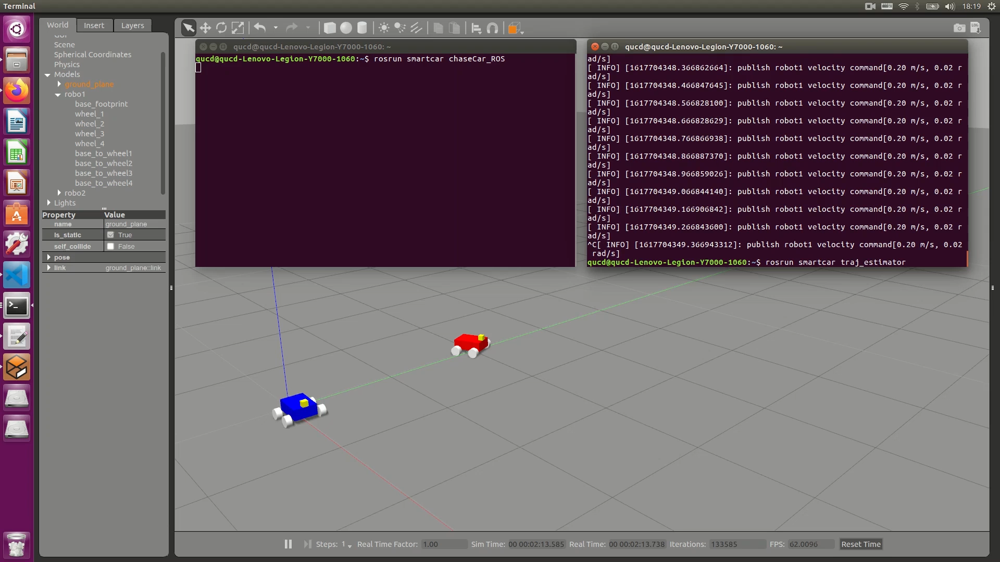 Terminal
18:19
World
Insert
Layers
GUI
Scene
Spherical Coordinates
Physics
Models
ground_plane
robo1
base_footprint
wheel_1
wheel_2
wheel_3
wheel_4
base_to_wheel1
base_to_wheel2
base_to_wheel3
base_to_wheel4
robo2
Lights
Property Value
name ground_plane
is_static True
self_collide False
pose
link ground_plane::link
LOG
qucd@qucd-Lenovo-Legion-Y7000-1060: ~
qucd@qucd-Lenovo-Legion-Y7000-1060:~$ rosrun smartcar chaseCar_ROS
qucd@qucd-Lenovo-Legion-Y7000-1060: ~
ad/s]
[ INFO] [1617704348.366862664]: publish robot1 velocity command[0.20 m/s, 0.02 r
ad/s]
[ INFO] [1617704348.466847645]: publish robot1 velocity command[0.20 m/s, 0.02 r
ad/s]
[ INFO] [1617704348.566828100]: publish robot1 velocity command[0.20 m/s, 0.02 r
ad/s]
[ INFO] [1617704348.666828629]: publish robot1 velocity command[0.20 m/s, 0.02 r
ad/s]
[ INFO] [1617704348.766866938]: publish robot1 velocity command[0.20 m/s, 0.02 r
ad/s]
[ INFO] [1617704348.866887370]: publish robot1 velocity command[0.20 m/s, 0.02 r
ad/s]
[ INFO] [1617704348.966859026]: publish robot1 velocity command[0.20 m/s, 0.02 r
ad/s]
[ INFO] [1617704349.066844140]: publish robot1 velocity command[0.20 m/s, 0.02 r
ad/s]
[ INFO] [1617704349.166906842]: publish robot1 velocity command[0.20 m/s, 0.02 r
ad/s]
[ INFO] [1617704349.266843600]: publish robot1 velocity command[0.20 m/s, 0.02 r
ad/s]
^C[ INFO] [1617704349.366943312]: publish robot1 velocity command[0.20 m/s, 0.02
rad/s]
qucd@qucd-Lenovo-Legion-Y7000-1060:~$ rosrun smartcar traj_estimator
Steps: 1 Real Time Factor: 1.00 Sim Time: 00 00:02:13.585 Real Time: 00 00:02:13.738 Iterations: 133585 FPS: 62.0096 Reset Time